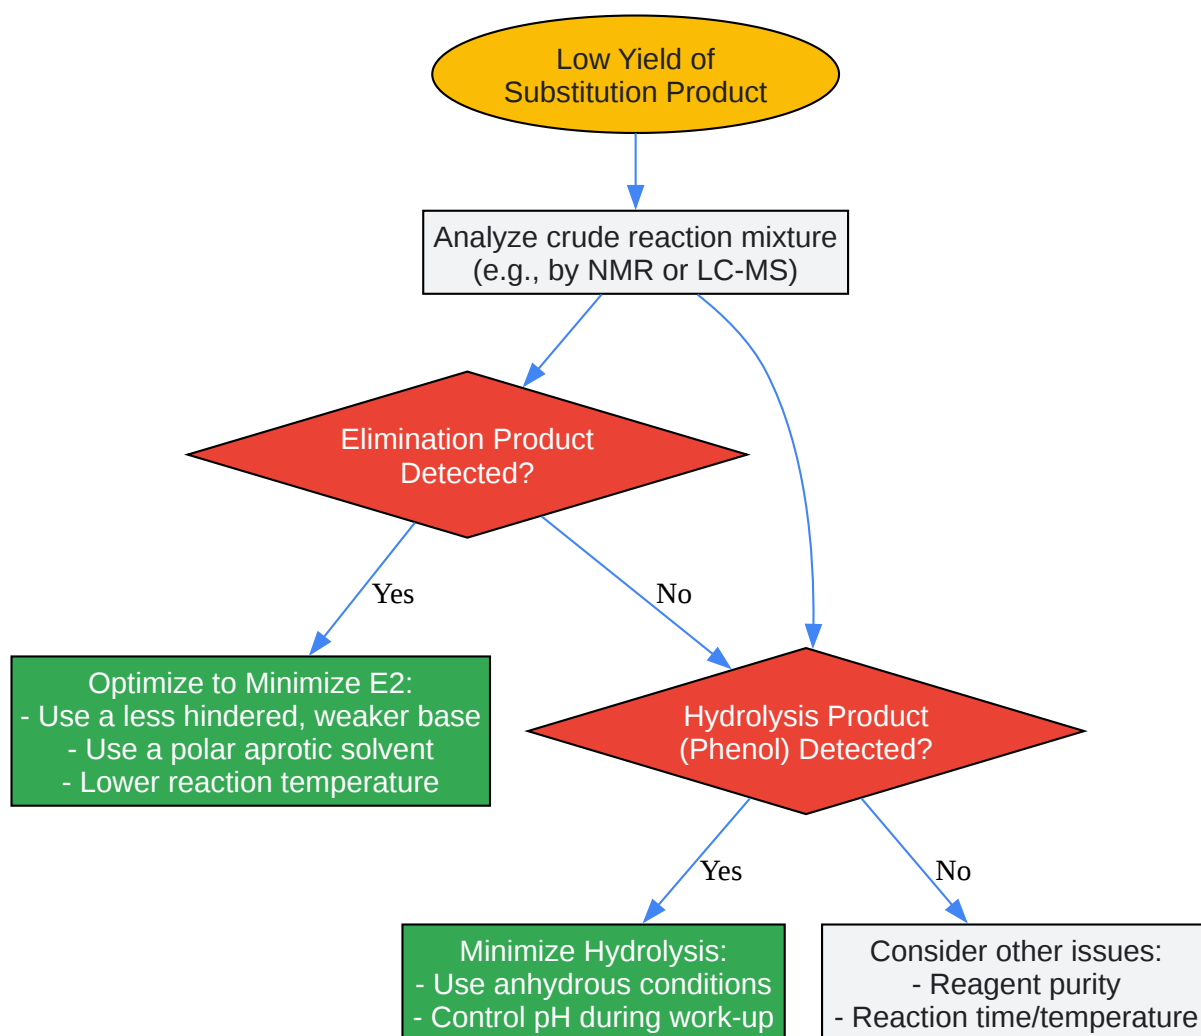 Low Yield of
Substitution Product
Analyze crude reaction mixture
(e.g., by NMR or LC-MS)
Elimination Product
Detected?
Yes
No
Optimize to Minimize E2:
- Use a less hindered, weaker base
- Use a polar aprotic solvent
- Lower reaction temperature
Hydrolysis Product
(Phenol) Detected?
Yes
No
Minimize Hydrolysis:
- Use anhydrous conditions
- Control pH during work-up
Consider other issues:
- Reagent purity
- Reaction time/temperature